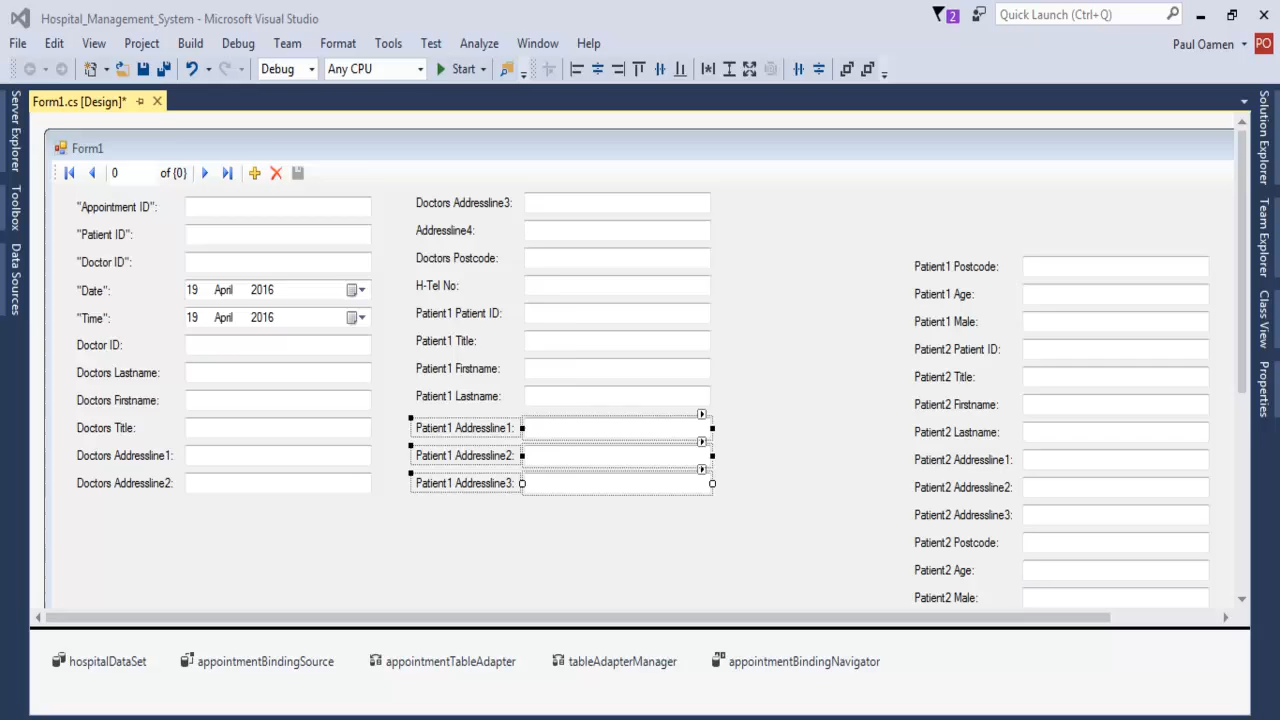 Hospital_Management_System - Microsoft Visual Studio
2
Quick Launch (Ctrl+Q)
File Edit View Project Build Debug Team Format Tools Test Analyze Window Help
Paul Oamen PO
Debug Any CPU Start
Form1.cs [Design]*
Server Explorer
Toolbox
Data Sources
Form1
0 of {0}
"Appointment ID":
"Patient ID":
"Doctor ID":
"Date": 19 April 2016
"Time": 19 April 2016
Doctor ID:
Doctors Lastname:
Doctors Firstname:
Doctors Title:
Doctors Addressline1:
Doctors Addressline2:
Doctors Addressline3:
Addressline4:
Doctors Postcode:
H-Tel No:
Patient1 Patient ID:
Patient1 Title:
Patient1 Firstname:
Patient1 Lastname:
Patient1 Addressline1:
Patient1 Addressline2:
Patient1 Addressline3:
Patient1 Postcode:
Patient1 Age:
Patient1 Male:
Patient2 Patient ID:
Patient2 Title:
Patient2 Firstname:
Patient2 Lastname:
Patient2 Addressline1:
Patient2 Addressline2:
Patient2 Addressline3:
Patient2 Postcode:
Patient2 Age:
Patient2 Male:
Solution Explorer
Team Explorer
Class View
Properties
hospitalDataSet appointmentBindingSource appointmentTableAdapter tableAdapterManager appointmentBindingNavigator